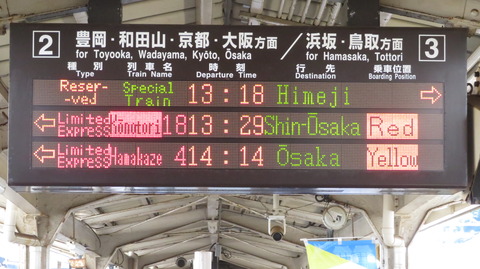 2 豊岡・和田山・京都・大阪方面 ／浜坂・鳥取方面 3
for Toyooka, Wadayama, Kyōto, Ōsaka for Hamasaka, Tottori
種別 列車名 時刻 行先 乗車位置
Type Train Name Departure Time Destination Boarding Position
Reser- Special 13:18 Himeji →
-ved Train
← Limited Kōnotori 18 13:29 Shin-Ōsaka Red
Express
← Limited Hamakaze 4 14:14 Ōsaka Yellow
Express